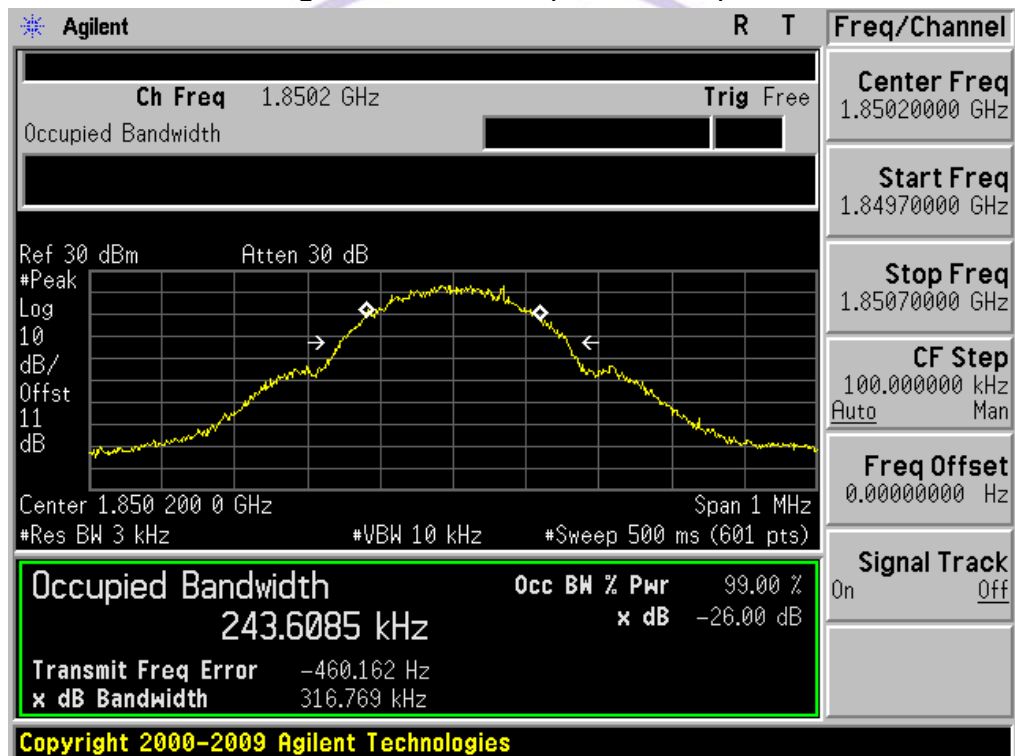 Agilent R T
Ch Freq 1.8502 GHz Trig Free
Occupied Bandwidth
Ref 30 dBm Atten 30 dB
#Peak
Log
10
dB/
Offst
11
dB
Center 1.850 200 0 GHz Span 1 MHz
#Res BW 3 kHz #VBW 10 kHz #Sweep 500 ms (601 pts)
Occupied Bandwidth
243.6085 kHz
Occ BW % Pwr 99.00 %
x dB -26.00 dB
Transmit Freq Error -460.162 Hz
x dB Bandwidth 316.769 kHz
Copyright 2000-2009 Agilent Technologies
Freq/Channel
Center Freq
1.85020000 GHz
Start Freq
1.84970000 GHz
Stop Freq
1.85070000 GHz
CF Step
100.000000 kHz
Auto Man
Freq Offset
0.00000000 Hz
Signal Track
On Off